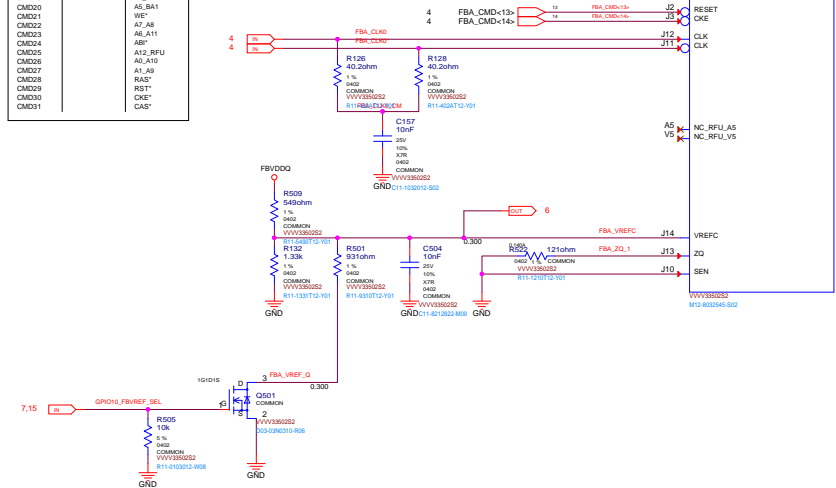 CMD20 A5_BA1
CMD21 WE*
CMD22 A7_A8
CMD23 A6_A11
CMD24 ABI*
CMD25 A12_RFU
CMD26 A0_A10
CMD27 A1_A9
CMD28 RAS*
CMD29 RST*
CMD30 CKE*
CMD31 CAS*
4 FBA_CMD<13> 13 FBA_CMD<13> J2 RESET
4 FBA_CMD<14> 14 FBA_CMD<14> J3 CKE
4 IN FBA_CLK0 J12 CLK
4 IN J11 CLK
R126
40.2ohm
1 %
0402
COMMON
VVVV33502S2
R128
40.2ohm
1 %
0402
COMMON
VVVV33502S2
R11-402AT12-Y01
C157
10nF
25V
10%
X7R
0402
COMMON
VVVV33502S2
C11-1032012-S02
GND
A5 NC_RFU_A5
V5 NC_RFU_V5
FBVDDQ
R509
549ohm
1 %
0402
COMMON
VVVV33502S2
R11-5490T12-Y01
OUT 6
0.300
FBA_VREFC J14 VREFC
R132
1.33k
1 %
0402
COMMON
VVVV33502S2
R11-1331T12-Y01
GND
R501
931ohm
1 %
0402
COMMON
VVVV33502S2
R11-9310T12-Y01
C504
10nF
25V
10%
X7R
0402
COMMON
VVVV33502S2
C11-8212822-M09
GND
R522 121ohm
0402 1 % COMMON
VVVV33502S2
R11-1210T12-Y01
GND
FBA_ZQ_1 J13 ZQ
J10 SEN
VVVV33502S2
M12-8032545-S02
1G1D1S D 3 FBA_VREF_Q
0.300
G
S 2
Q501
COMMON
VVVV33502S2
D03-03N0310-R06
GND
7,15 IN GPIO10_FBVREF_SEL 1
R505
10k
5 %
0402
COMMON
VVVV33502S2
R11-0103012-W08
GND